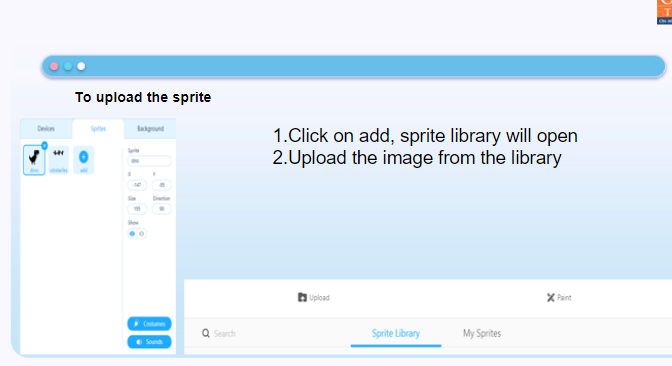 To upload the sprite
1.Click on add, sprite library will open
2.Upload the image from the library
Devices Sprites Background
Sprite
dino
dino obstacles add
X Y
-147 -85
Size Direction
100 90
Show
Costumes
Sounds
Upload Paint
Search Sprite Library My Sprites